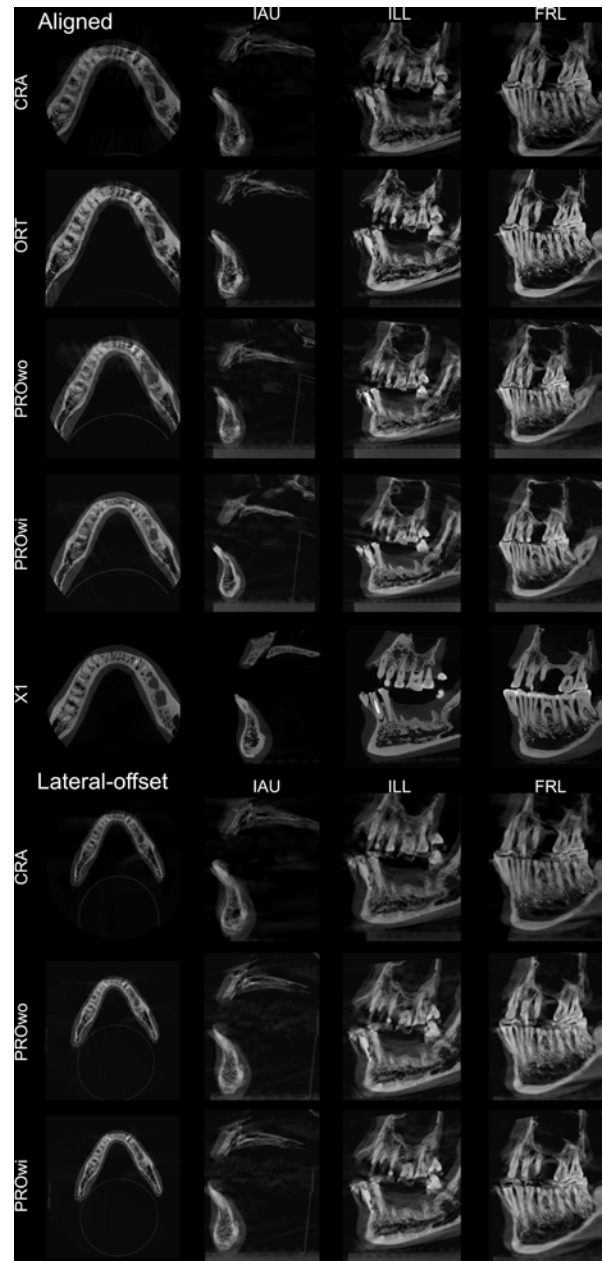 Aligned
IAU ILL FRL
CRA
ORT
PROwo
PROwi
X1
Lateral-offset
IAU ILL FRL
CRA
PROwo
PROwi